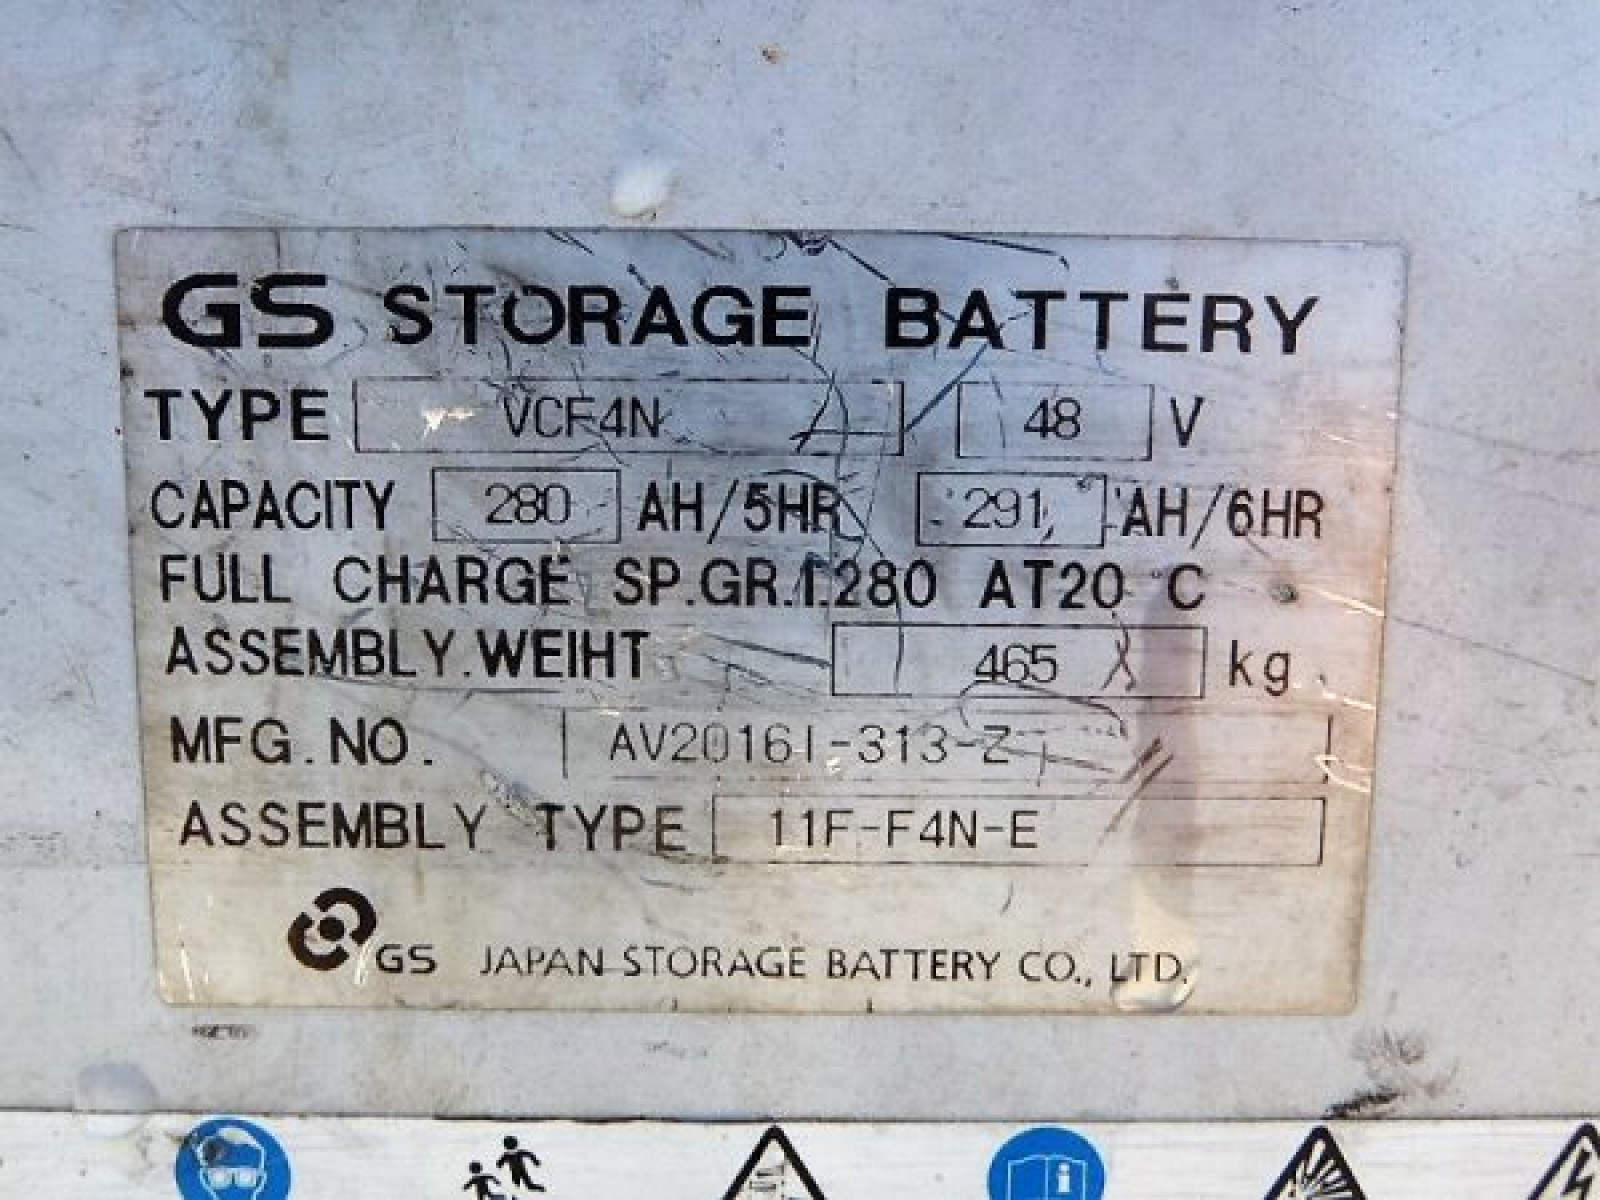 GS STORAGE BATTERY
TYPE VCF4N 48 V
CAPACITY 280 AH/5HR 291 AH/6HR
FULL CHARGE SP.GR.1.280 AT20 °C
ASSEMBLY.WEIHT 465 kg
MFG.NO. AV20161-313-Z
ASSEMBLY TYPE 11F-F4N-E
GS JAPAN STORAGE BATTERY CO., LTD.